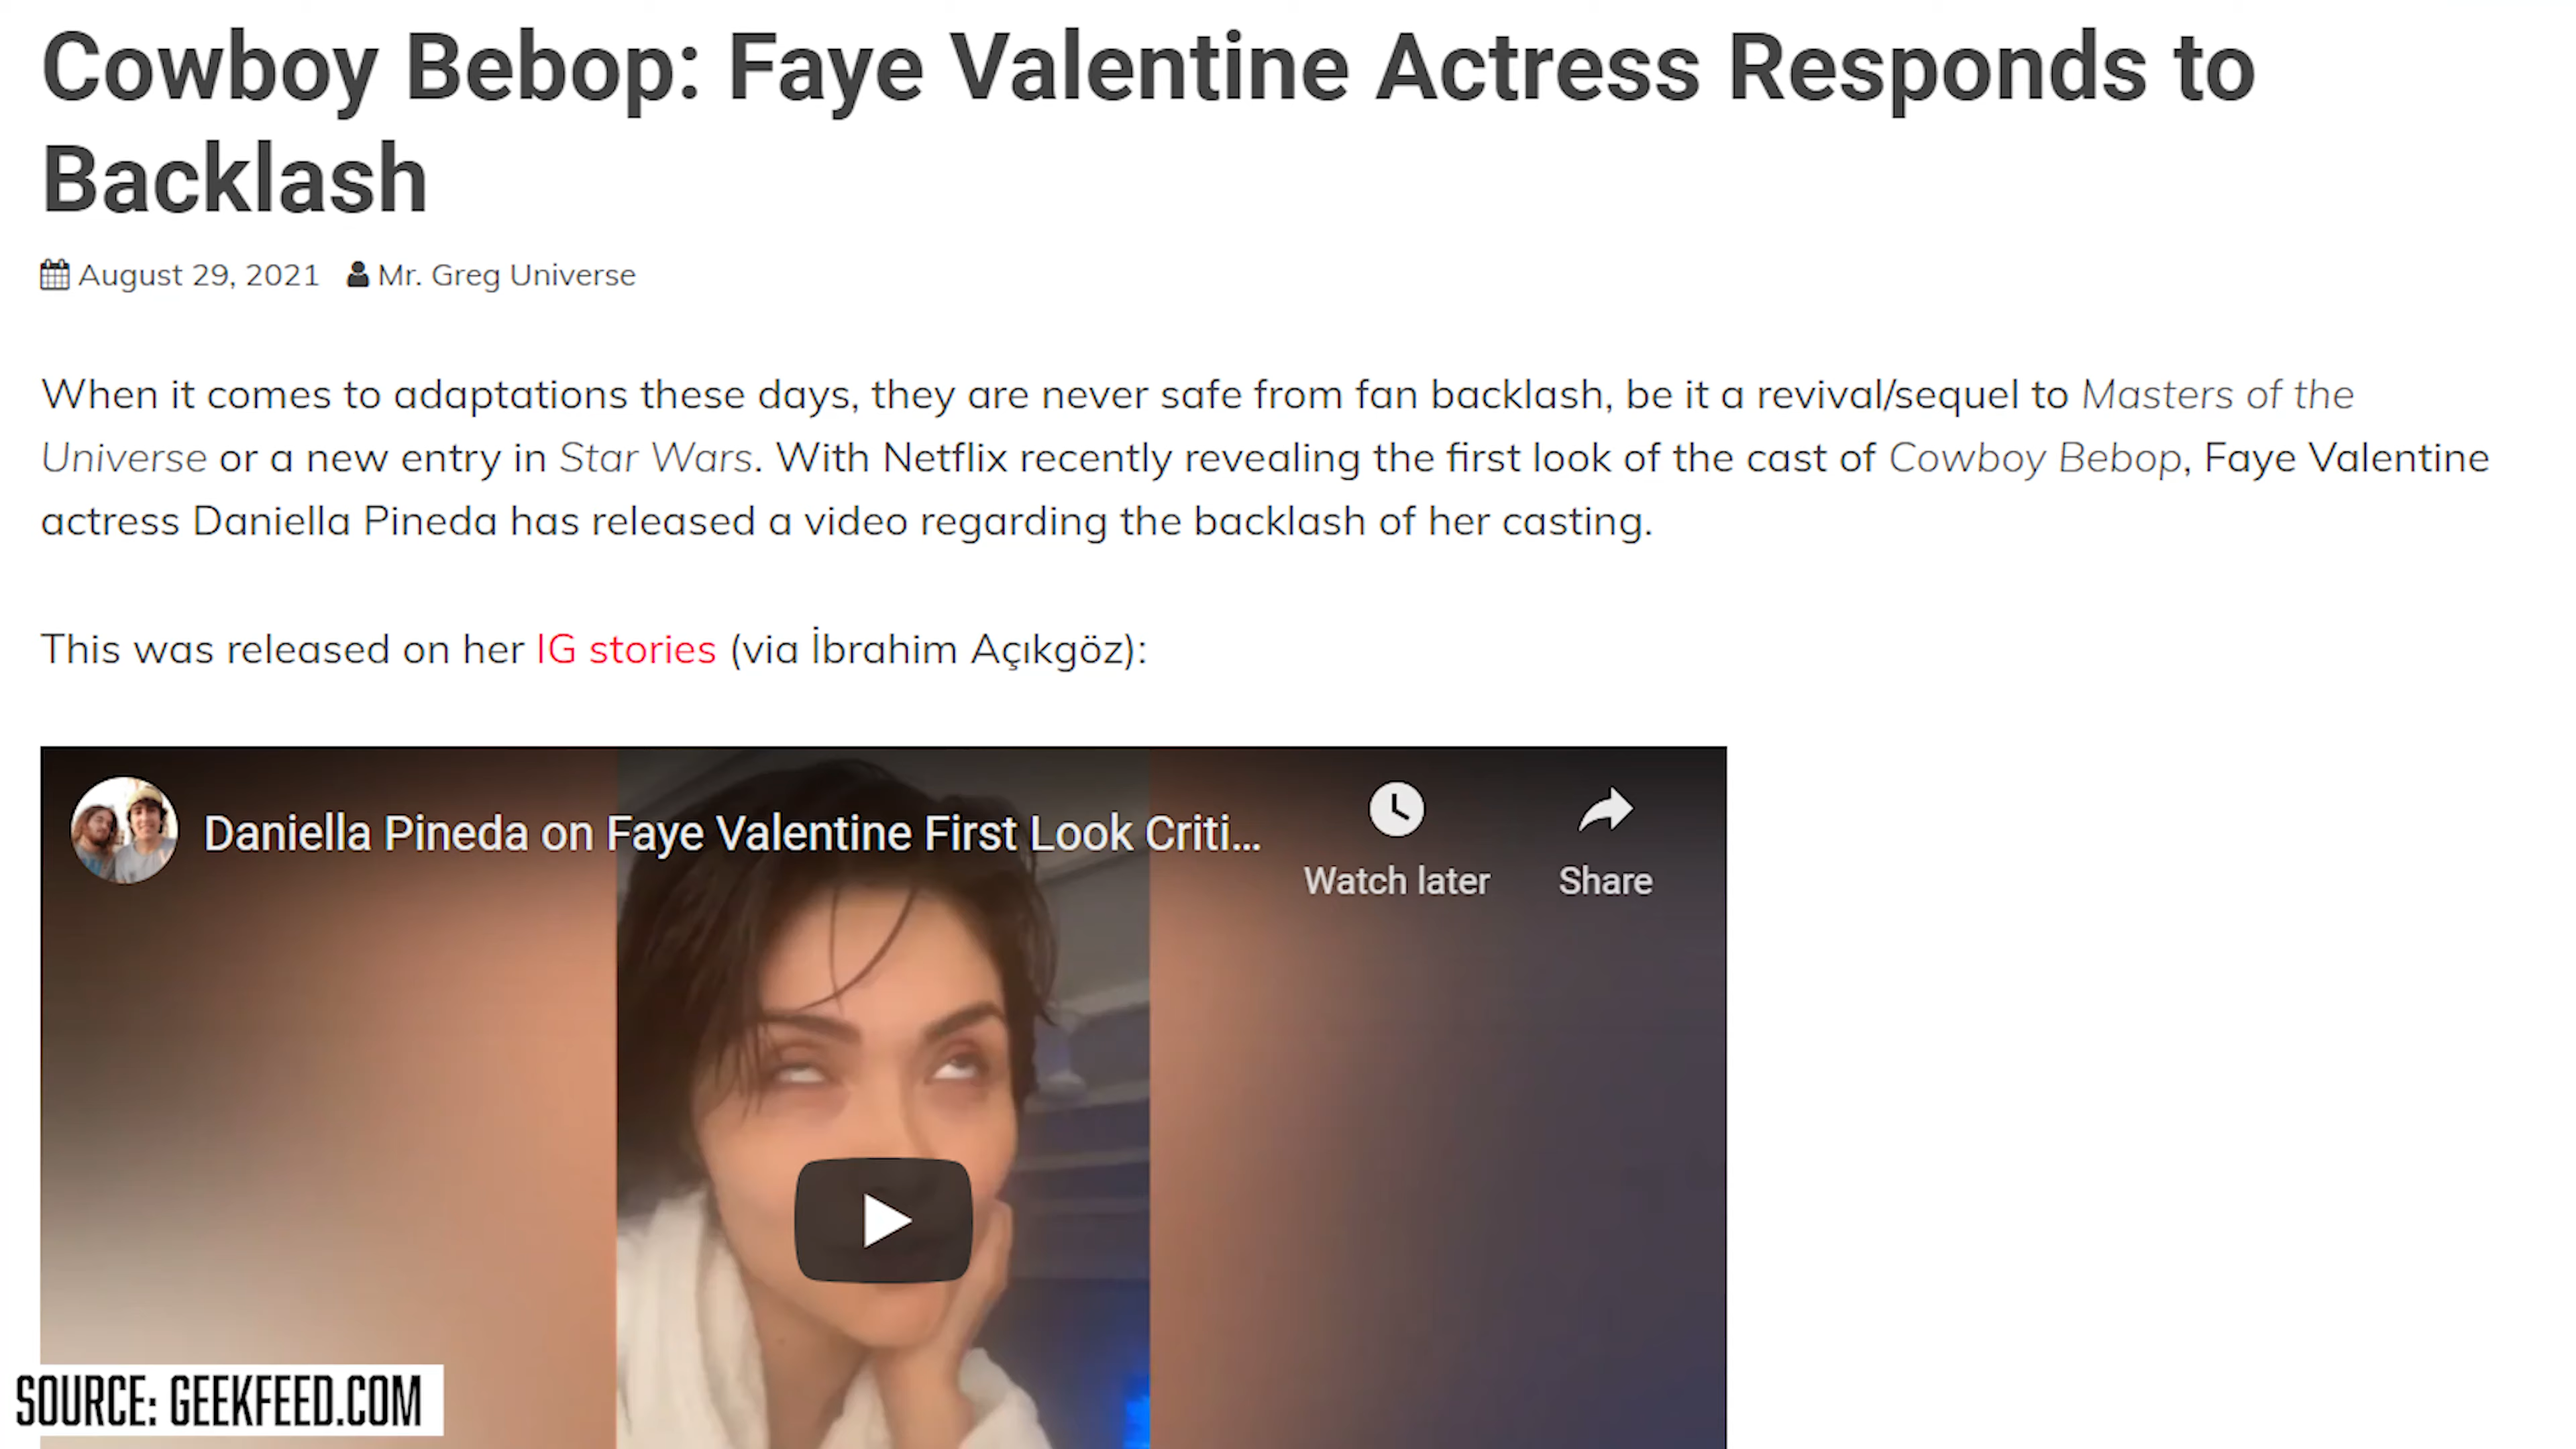 Cowboy Bebop: Faye Valentine Actress Responds to
Backlash
August 29, 2021 Mr. Greg Universe
When it comes to adaptations these days, they are never safe from fan backlash, be it a revival/sequel to Masters of the
Universe or a new entry in Star Wars. With Netflix recently revealing the first look of the cast of Cowboy Bebop, Faye Valentine
actress Daniella Pineda has released a video regarding the backlash of her casting.
This was released on her IG stories (via İbrahim Açıkgöz):
Daniella Pineda on Faye Valentine First Look Criti...
Watch later
Share
SOURCE: GEEKFEED.COM